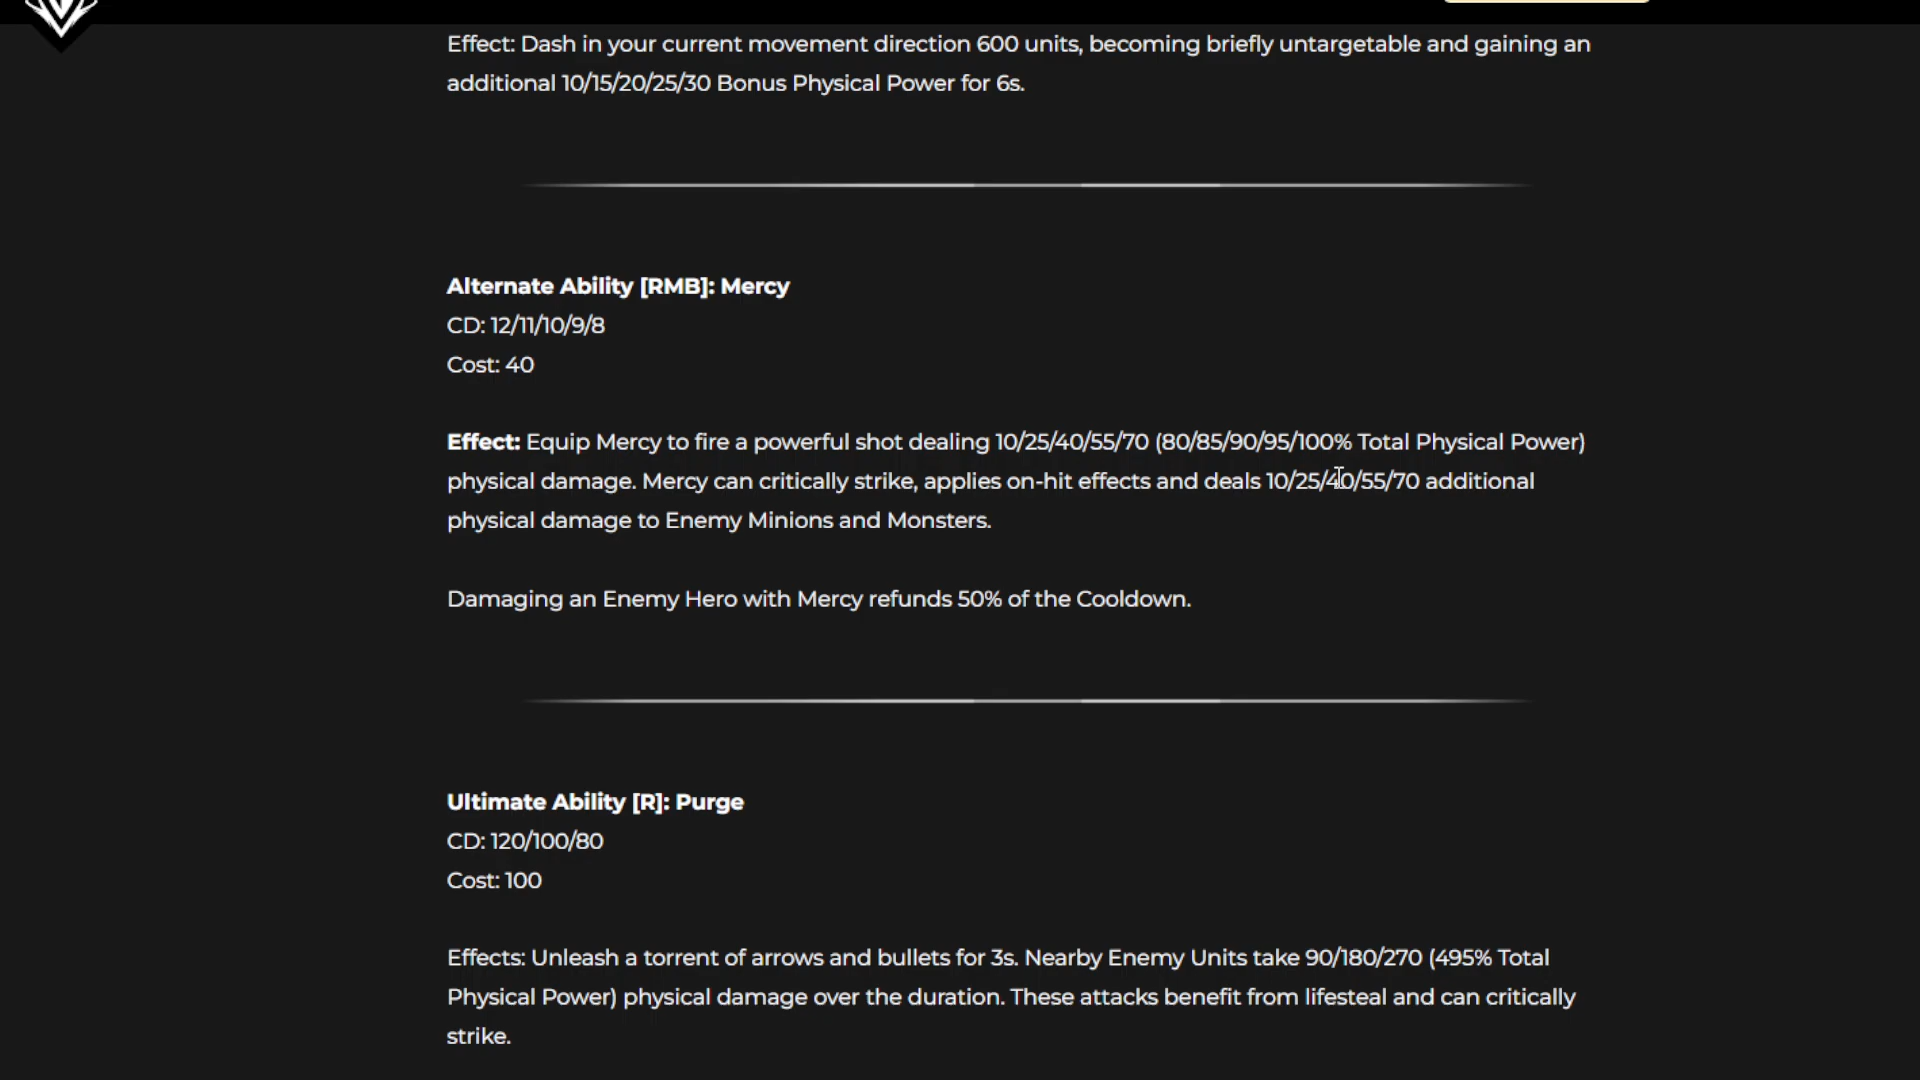 Effect: Dash in your current movement direction 600 units, becoming briefly untargetable and gaining an
additional 10/15/20/25/30 Bonus Physical Power for 6s.
Alternate Ability [RMB]: Mercy
CD: 12/11/10/9/8
Cost: 40
Effect: Equip Mercy to fire a powerful shot dealing 10/25/40/55/70 (80/85/90/95/100% Total Physical Power)
physical damage. Mercy can critically strike, applies on-hit effects and deals 10/25/40/55/70 additional
physical damage to Enemy Minions and Monsters.
Damaging an Enemy Hero with Mercy refunds 50% of the Cooldown.
Ultimate Ability [R]: Purge
CD: 120/100/80
Cost: 100
Effects: Unleash a torrent of arrows and bullets for 3s. Nearby Enemy Units take 90/180/270 (495% Total
Physical Power) physical damage over the duration. These attacks benefit from lifesteal and can critically
strike.